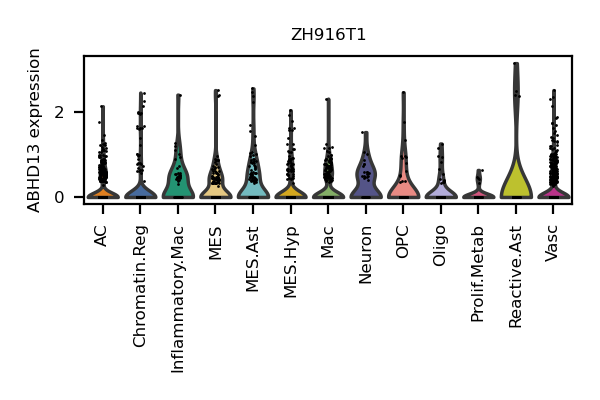 ZH916T1
ABHD13 expression
2
0
AC
Chromatin.Reg
Inflammatory.Mac
MES
MES.Ast
MES.Hyp
Mac
Neuron
OPC
Oligo
Prolif.Metab
Reactive.Ast
Vasc